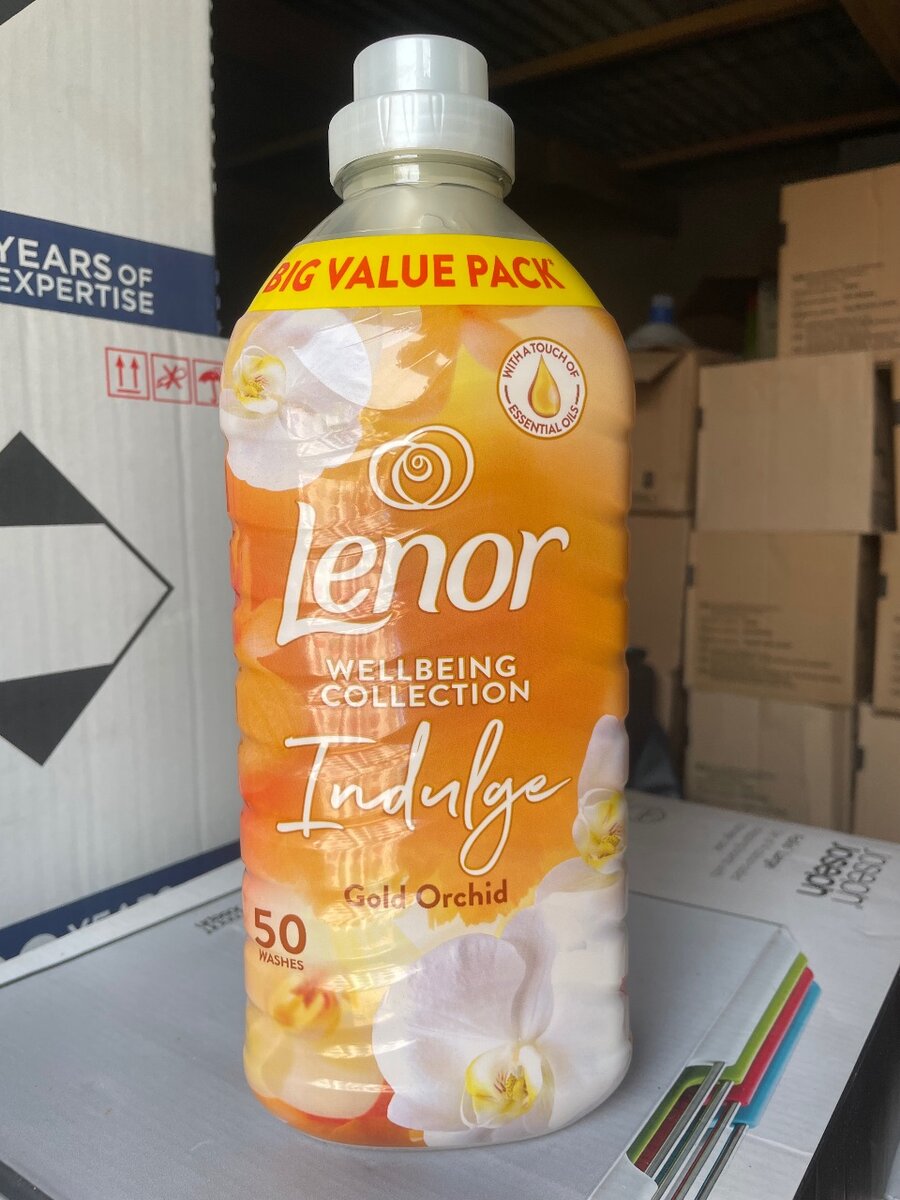 YEARS OF
EXPERTISE
BIG VALUE PACK*
WITH A TOUCH OF
ESSENTIAL OILS
Lenor
WELLBEING
COLLECTION
Indulge
Gold Orchid
50
WASHES
YEARS
joseph
joseph